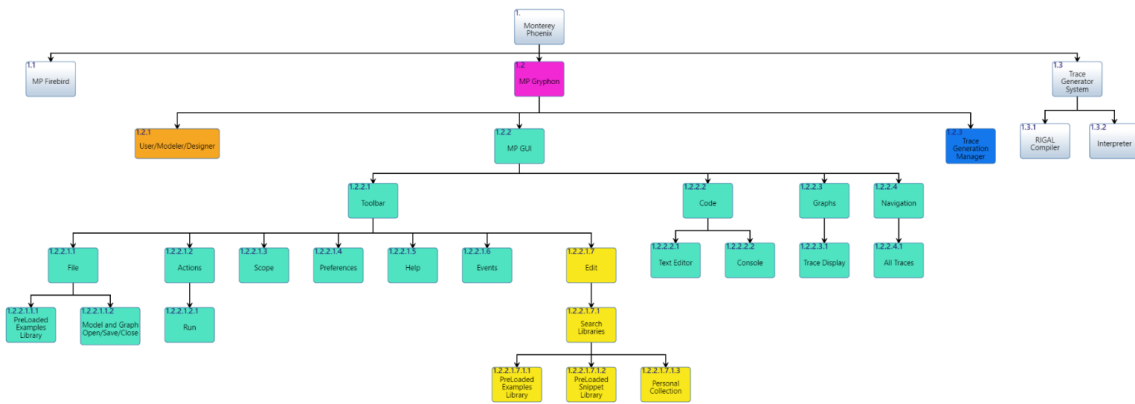 1.
Monterey
Phoenix
1.1
MP Firebird
1.2
MP Gryphon
1.3
Trace
Generator
System
1.2.1
User/Modeler/Designer
1.2.2
MP GUI
1.2.3
Trace
Generation
Manager
1.3.1
RIGAL
Compiler
1.3.2
Interpreter
1.2.2.1
Toolbar
1.2.2.2
Code
1.2.2.3
Graphs
1.2.2.4
Navigation
1.2.2.1.1
File
1.2.2.1.2
Actions
1.2.2.1.3
Scope
1.2.2.1.4
Preferences
1.2.2.1.5
Help
1.2.2.1.6
Events
1.2.2.1.7
Edit
1.2.2.2.1
Text Editor
1.2.2.2.2
Console
1.2.2.3.1
Trace Display
1.2.2.4.1
All Traces
1.2.2.1.1.1
PreLoaded
Examples
Library
1.2.2.1.1.2
Model and Graph
Open/Save/Close
1.2.2.1.2.1
Run
1.2.2.1.7.1
Search
Libraries
1.2.2.1.7.1.1
PreLoaded
Examples
Library
1.2.2.1.7.1.2
PreLoaded
Snippet
Library
1.2.2.1.7.1.3
Personal
Collection